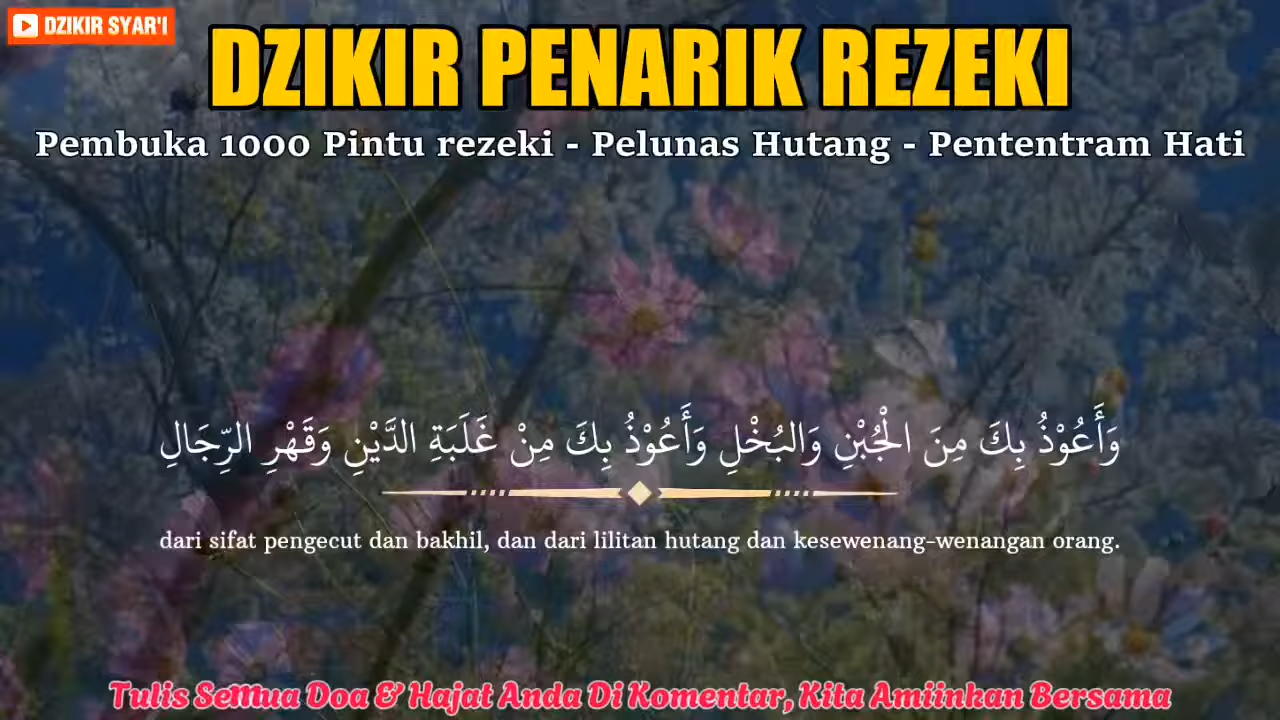 DZIKIR SYAR'I
DZIKIR PENARIK REZEKI
Pembuka 1000 Pintu rezeki - Pelunas Hutang - Pententram Hati
وَأَعُوْذُ بِكَ مِنَ الْجُبْنِ وَالبُخْلِ وَأَعُوْذُ بِكَ مِنْ غَلَبَةِ الدَّيْنِ وَقَهْرِ الرِّجَالِ
dari sifat pengecut dan bakhil, dan dari lilitan hutang dan kesewenang-wenangan orang.
Tulis Semua Doa & Hajat Anda Di Komentar, Kita Amiinkan Bersama